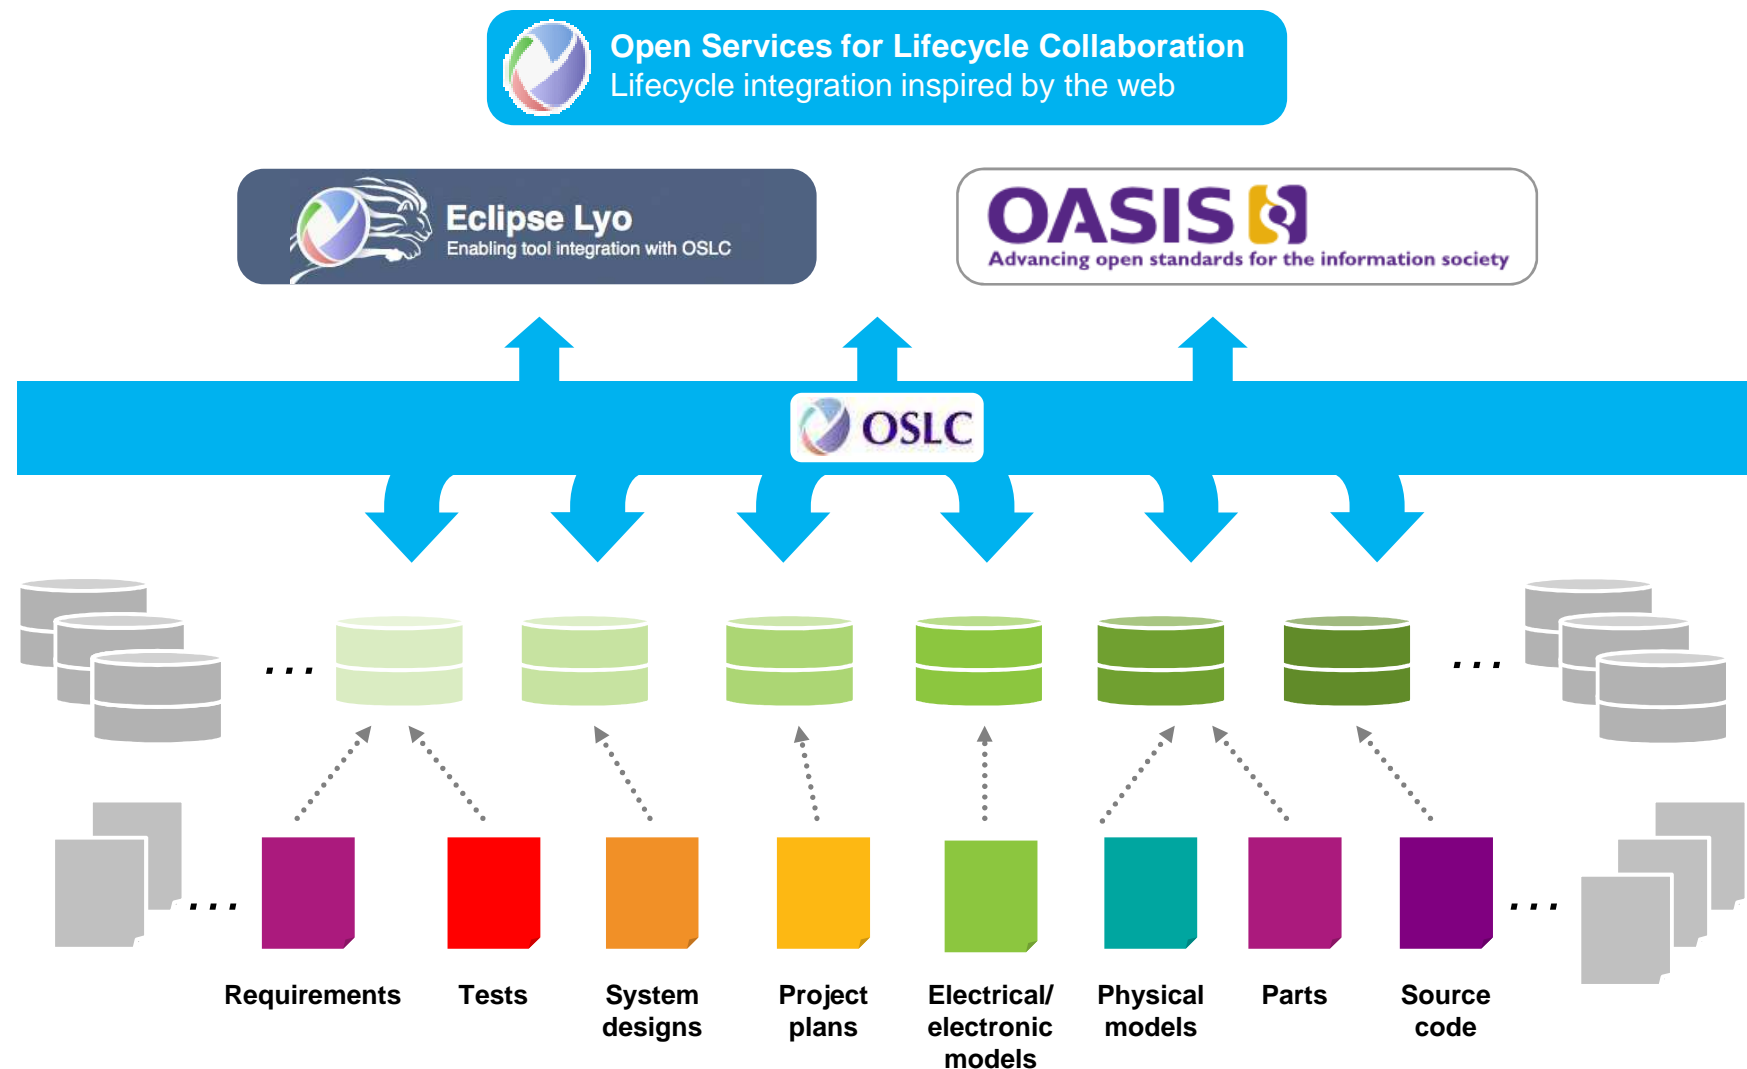 Open Services for Lifecycle Collaboration
Lifecycle integration inspired by the web
Eclipse Lyo
Enabling tool integration with OSLC
OASIS
Advancing open standards for the information society
OSLC
...
...
...
...
Requirements
Tests
System
designs
Project
plans
Electrical/
electronic
models
Physical
models
Parts
Source
code